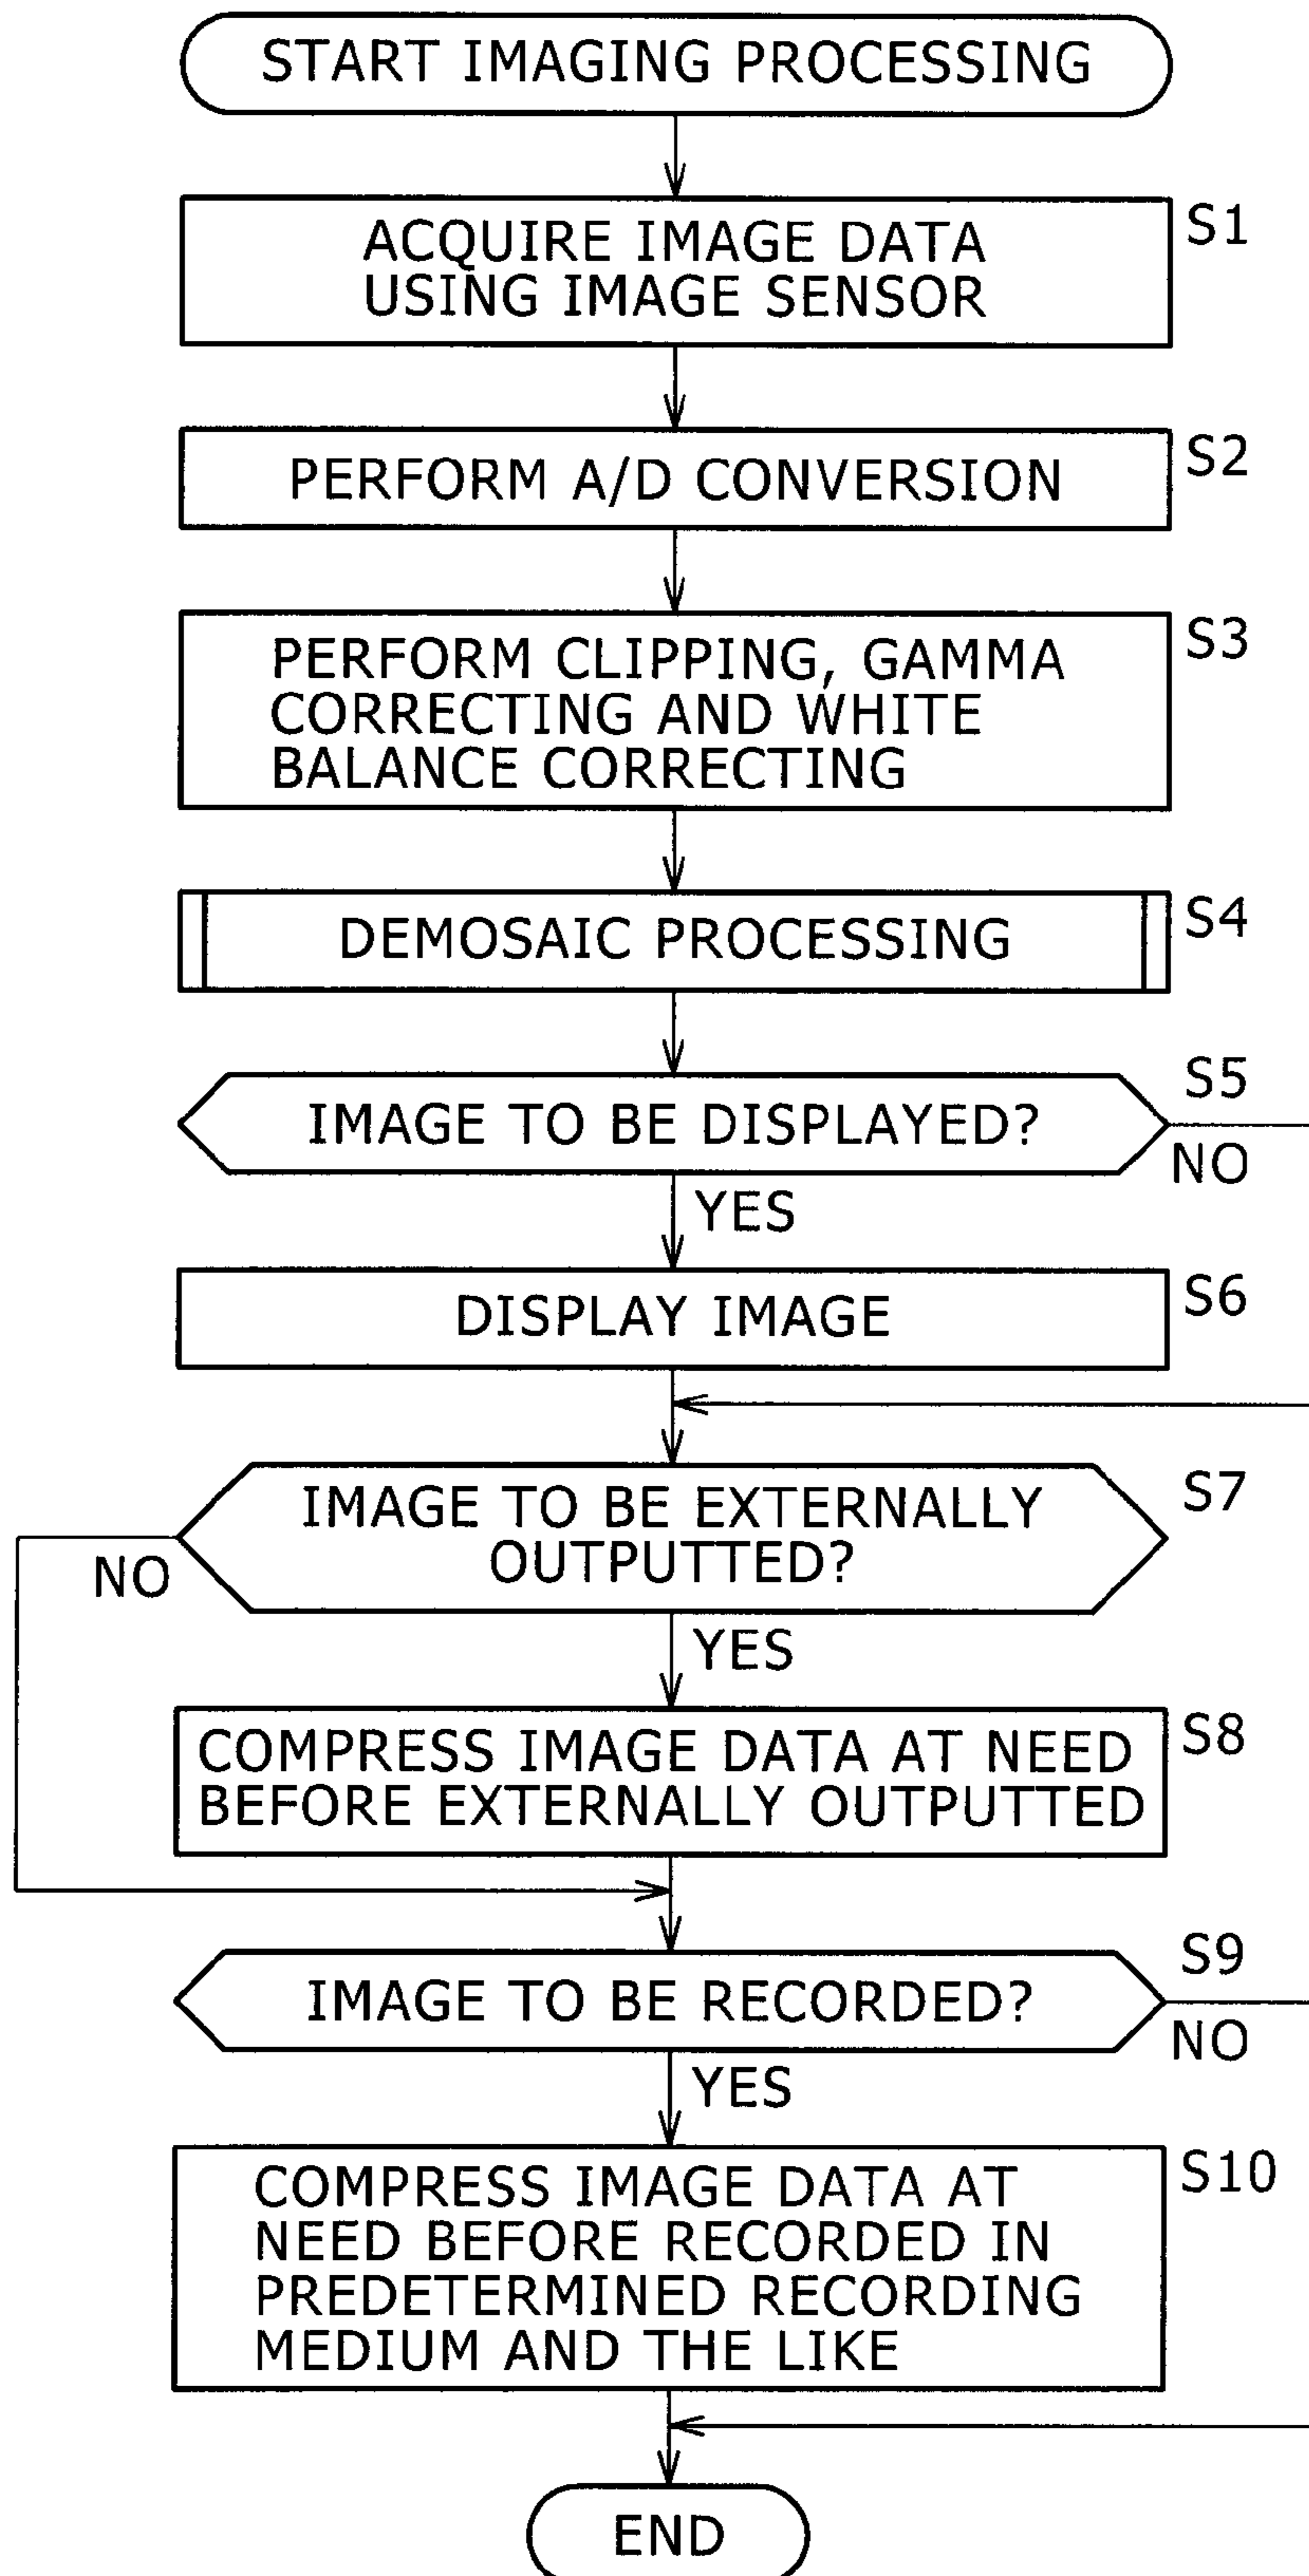 START IMAGING PROCESSING
S1
ACQUIRE IMAGE DATA
USING IMAGE SENSOR
S2
PERFORM A/D CONVERSION
S3
PERFORM CLIPPING, GAMMA
CORRECTING AND WHITE
BALANCE CORRECTING
S4
DEMOSAIC PROCESSING
S5
IMAGE TO BE DISPLAYED?
NO
YES
S6
DISPLAY IMAGE
S7
IMAGE TO BE EXTERNALLY
OUTPUTTED?
NO
YES
S8
COMPRESS IMAGE DATA AT NEED
BEFORE EXTERNALLY OUTPUTTED
S9
IMAGE TO BE RECORDED?
NO
YES
S10
COMPRESS IMAGE DATA AT
NEED BEFORE RECORDED IN
PREDETERMINED RECORDING
MEDIUM AND THE LIKE
END